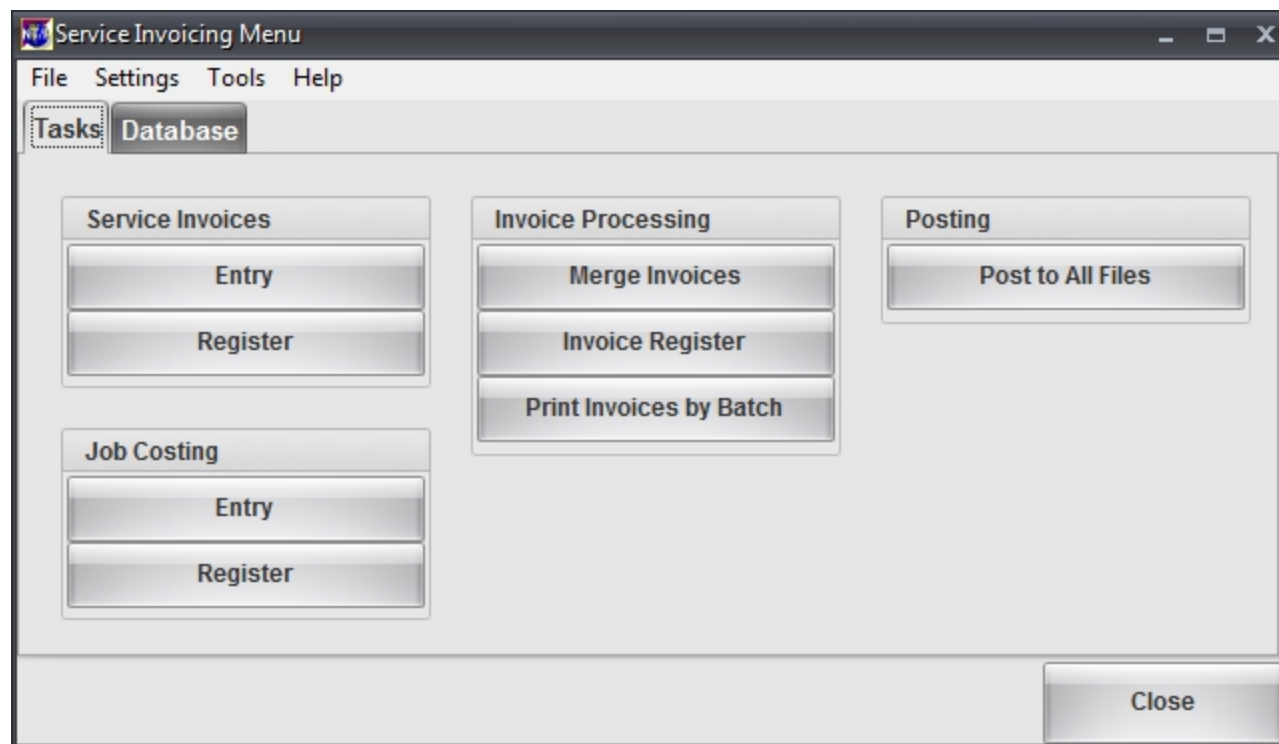 Service Invoicing Menu
File Settings Tools Help
Tasks Database
Service Invoices
Entry
Register
Job Costing
Entry
Register
Invoice Processing
Merge Invoices
Invoice Register
Print Invoices by Batch
Posting
Post to All Files
Close